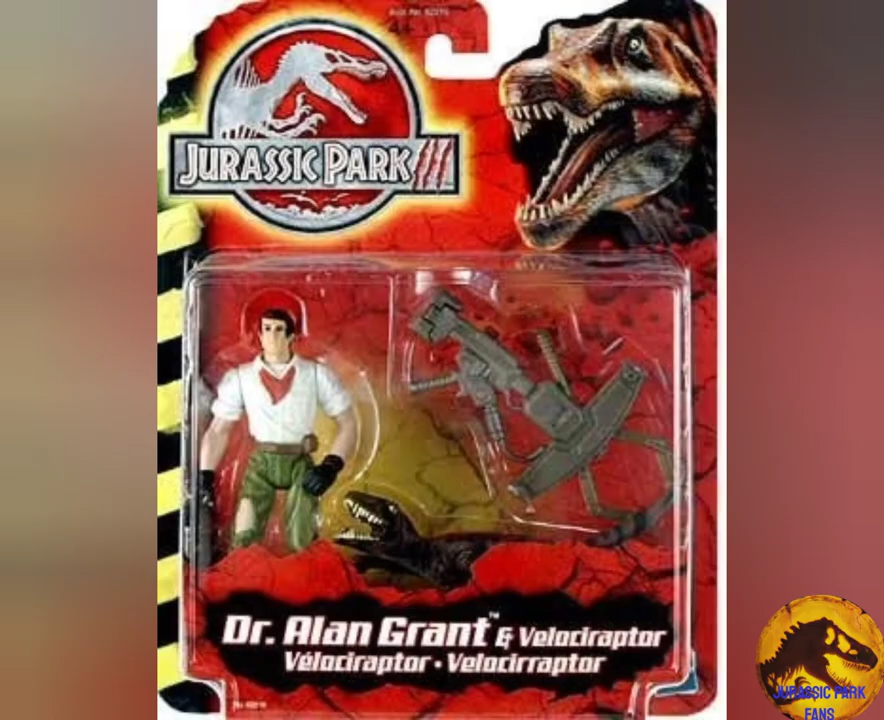 JURASSIC PARK III
Dr. Alan Grant™ & Velociraptor
Vélociraptor • Velocirraptor
JURASSIC PARK
FANS